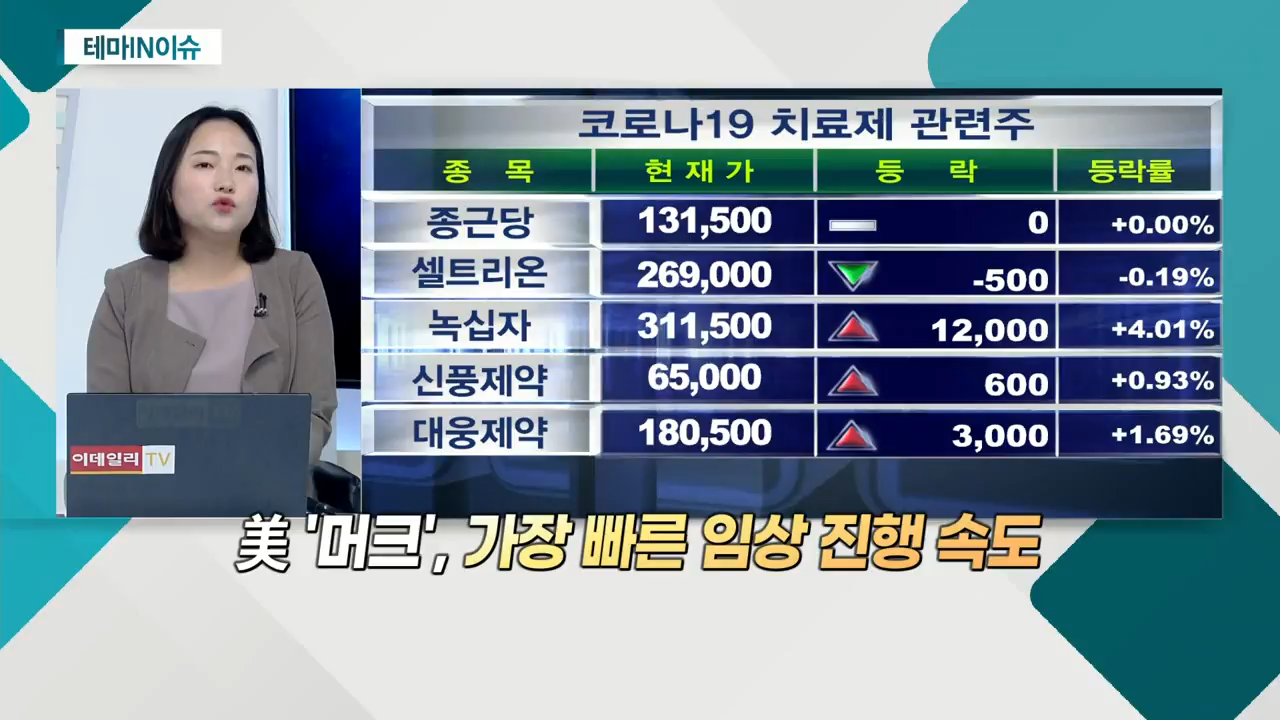 테마IN이슈
코로나19 치료제 관련주
종 목 현 재 가 등 락 등락률
종근당 131,500 0 +0.00%
셀트리온 269,000 -500 -0.19%
녹십자 311,500 12,000 +4.01%
신풍제약 65,000 600 +0.93%
대웅제약 180,500 3,000 +1.69%
이데일리 TV
美 '머크', 가장 빠른 임상 진행 속도